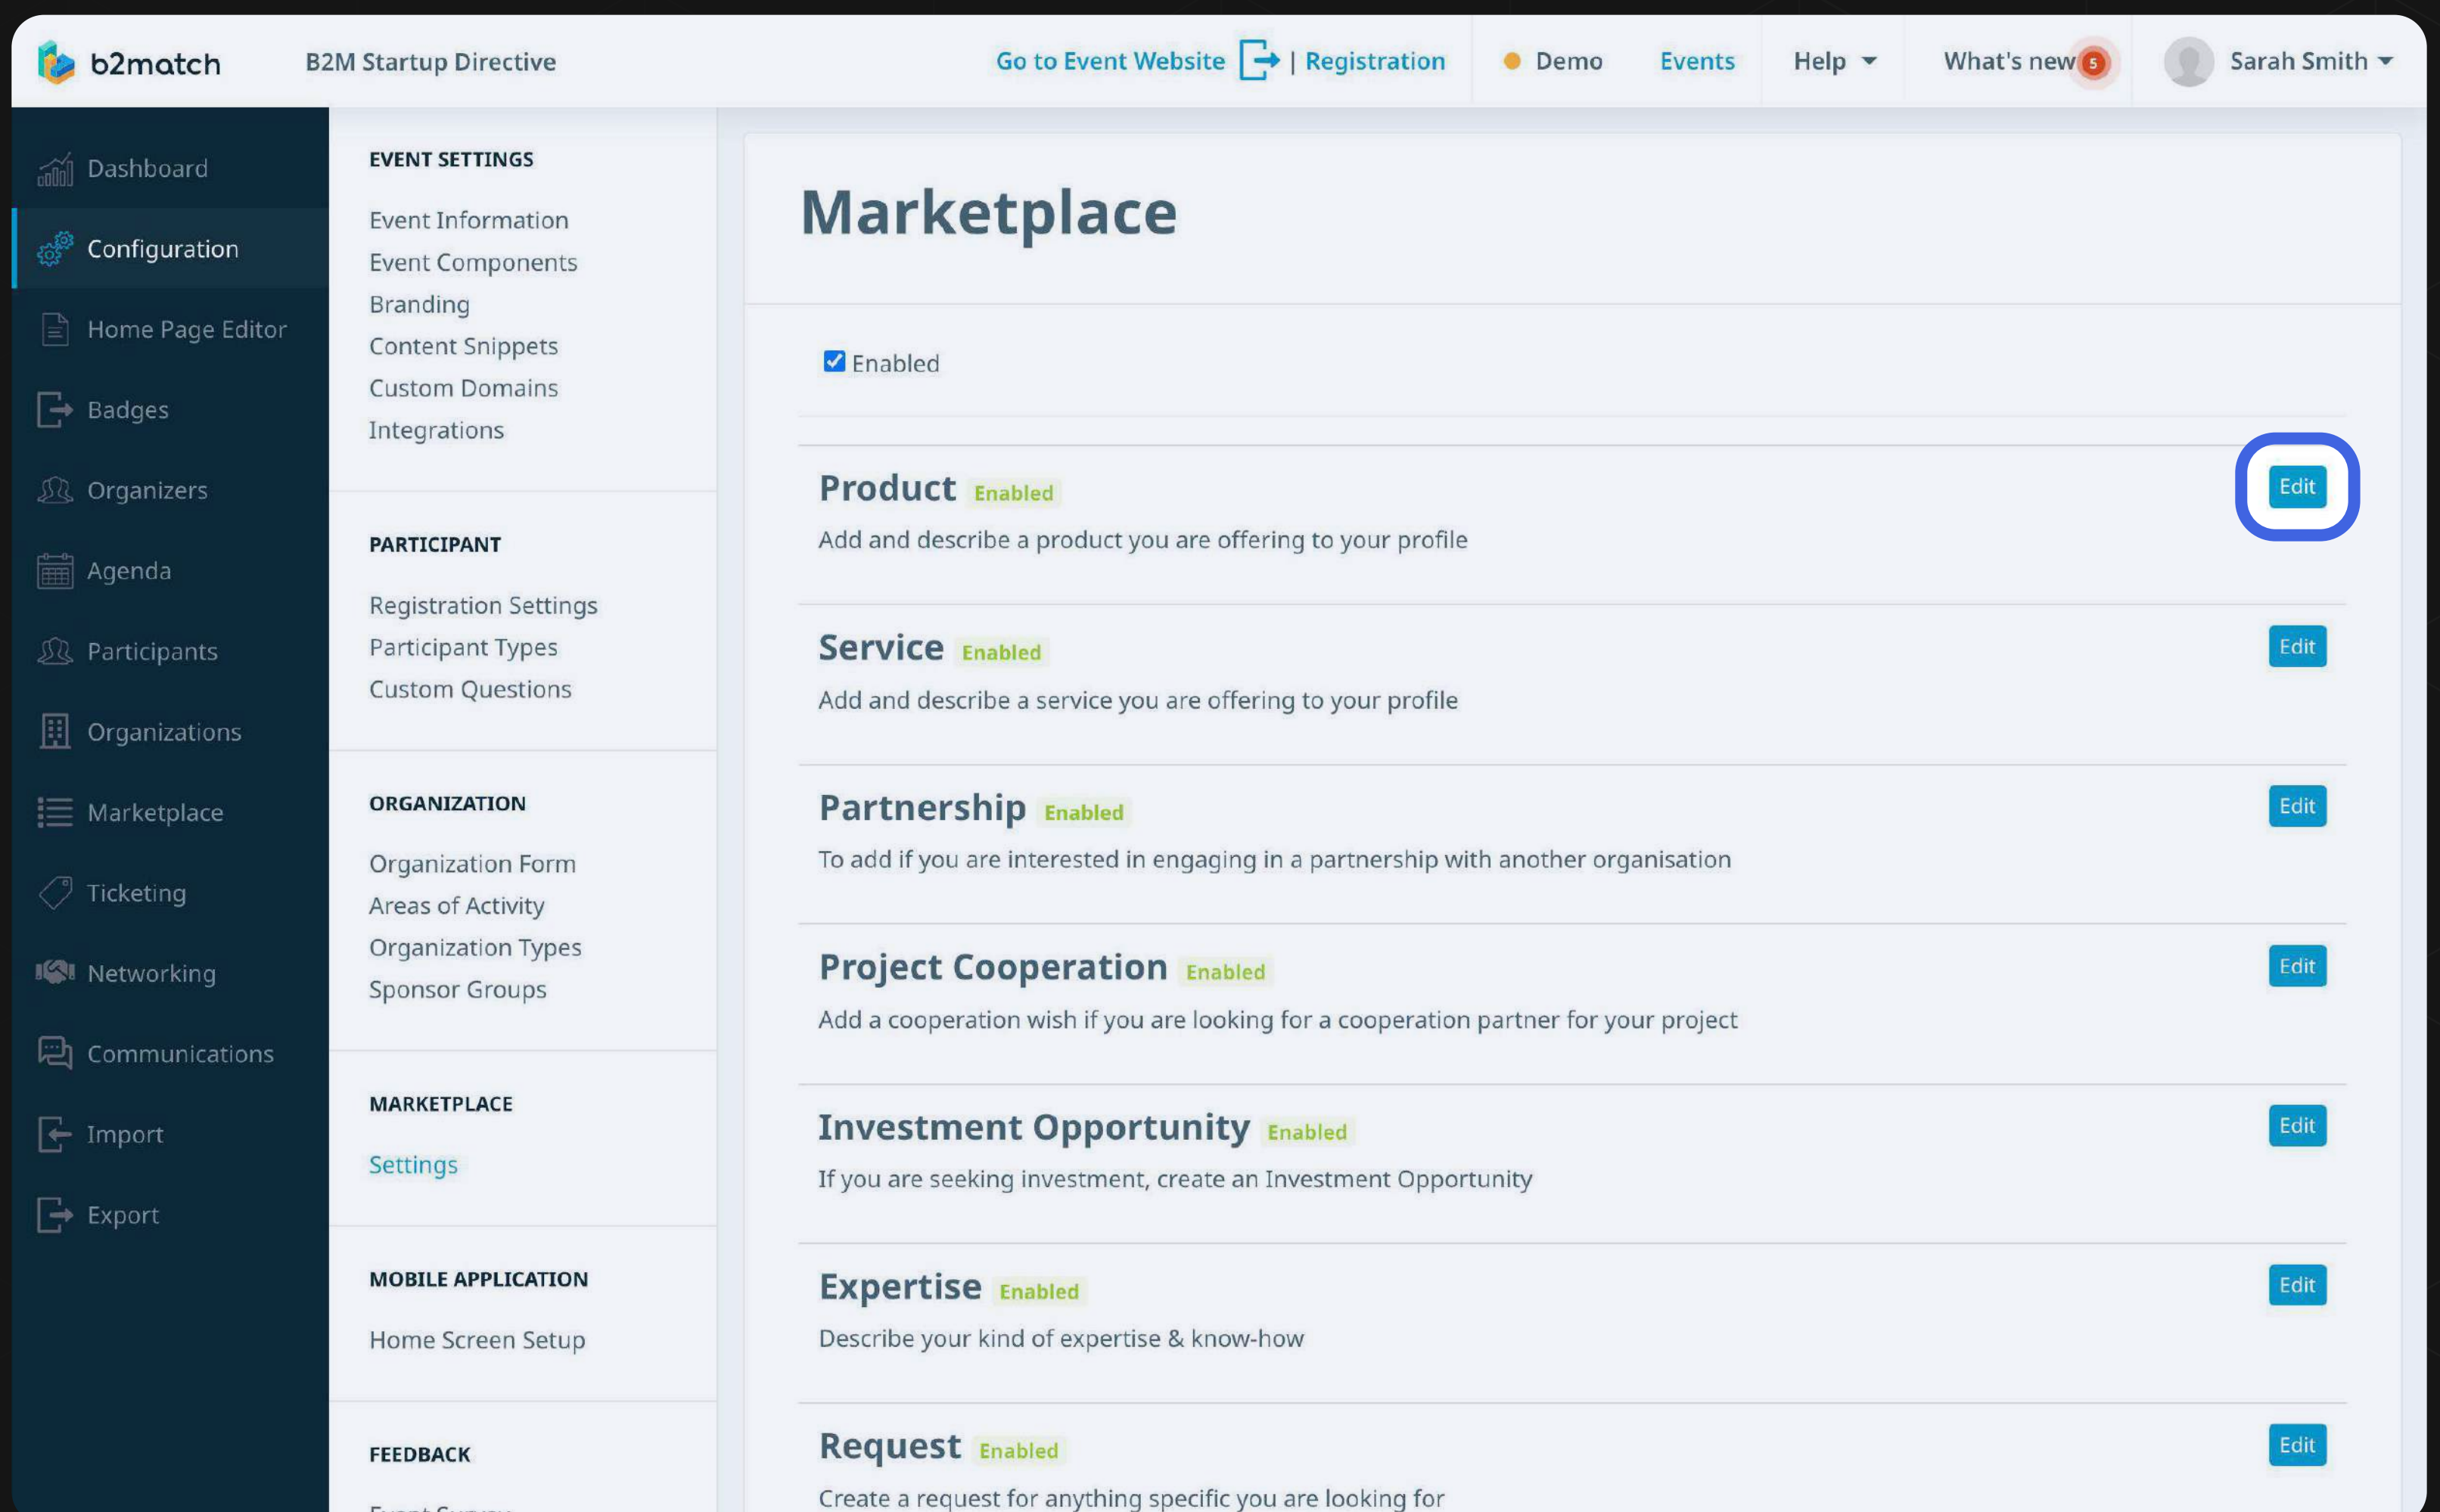 b2match
B2M Startup Directive
Go to Event Website | Registration
Demo
Events
Help
What's new 5
Sarah Smith
Dashboard
Configuration
Home Page Editor
Badges
Organizers
Agenda
Participants
Organizations
Marketplace
Ticketing
Networking
Communications
Import
Export
EVENT SETTINGS
Event Information
Event Components
Branding
Content Snippets
Custom Domains
Integrations
PARTICIPANT
Registration Settings
Participant Types
Custom Questions
ORGANIZATION
Organization Form
Areas of Activity
Organization Types
Sponsor Groups
MARKETPLACE
Settings
MOBILE APPLICATION
Home Screen Setup
FEEDBACK
Marketplace
Enabled
Product Enabled
Edit
Add and describe a product you are offering to your profile
Service Enabled
Edit
Add and describe a service you are offering to your profile
Partnership Enabled
Edit
To add if you are interested in engaging in a partnership with another organisation
Project Cooperation Enabled
Edit
Add a cooperation wish if you are looking for a cooperation partner for your project
Investment Opportunity Enabled
Edit
If you are seeking investment, create an Investment Opportunity
Expertise Enabled
Edit
Describe your kind of expertise & know-how
Request Enabled
Edit
Create a request for anything specific you are looking for